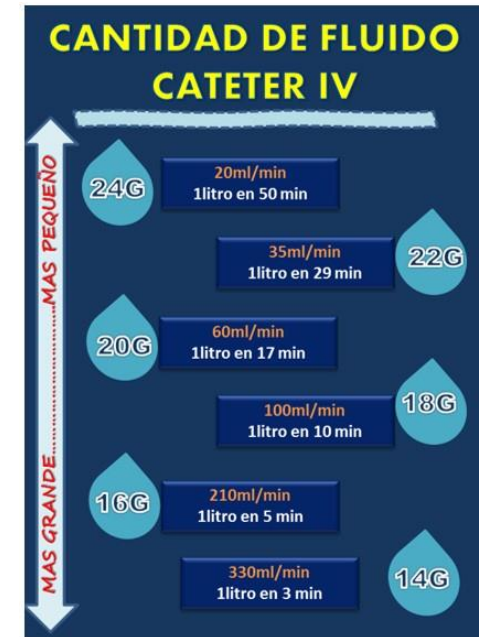 CANTIDAD DE FLUIDO
CATETER IV
MAS GRANDE.......................MAS PEQUEÑO
24G
20ml/min
1litro en 50 min
35ml/min
1litro en 29 min
22G
20G
60ml/min
1litro en 17 min
100ml/min
1litro en 10 min
18G
16G
210ml/min
1litro en 5 min
330ml/min
1litro en 3 min
14G